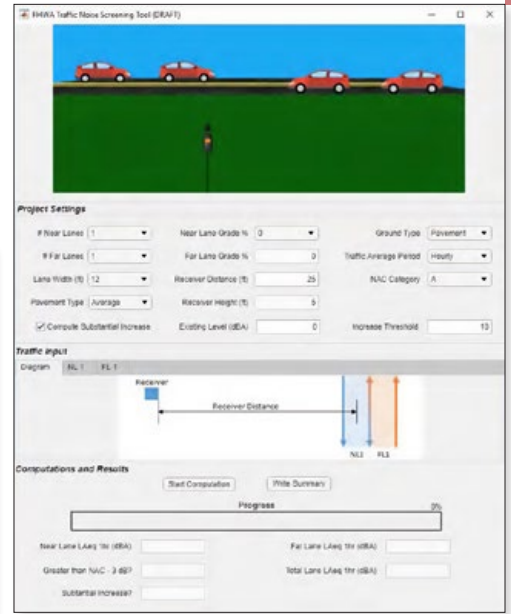 FHWA Traffic Noise Screening Tool (DRAFT)
Project Settings
# Near Lanes 1 Near Lane Grade % 0 Ground Type Pavement
# Far Lanes 1 Far Lane Grade % 0 Traffic Average Period Hourly
Lane Width (ft) 12 Receiver Distance (ft) 25 NAC Category A
Pavement Type Average Receiver Height (ft) 5
Compute Substantial Increase Existing Level (dBA) 0 Increase Threshold 10
Traffic Input
Diagram NL 1 FL 1
Receiver
Receiver Distance
NL1 FL1
Computations and Results
Start Computation Write Summary
Progress 0%
Near Lane LAeq 1hr (dBA) Far Lane LAeq 1hr (dBA)
Greater than NAC - 3 dB? Total Lane LAeq 1hr (dBA)
Substantial Increase?